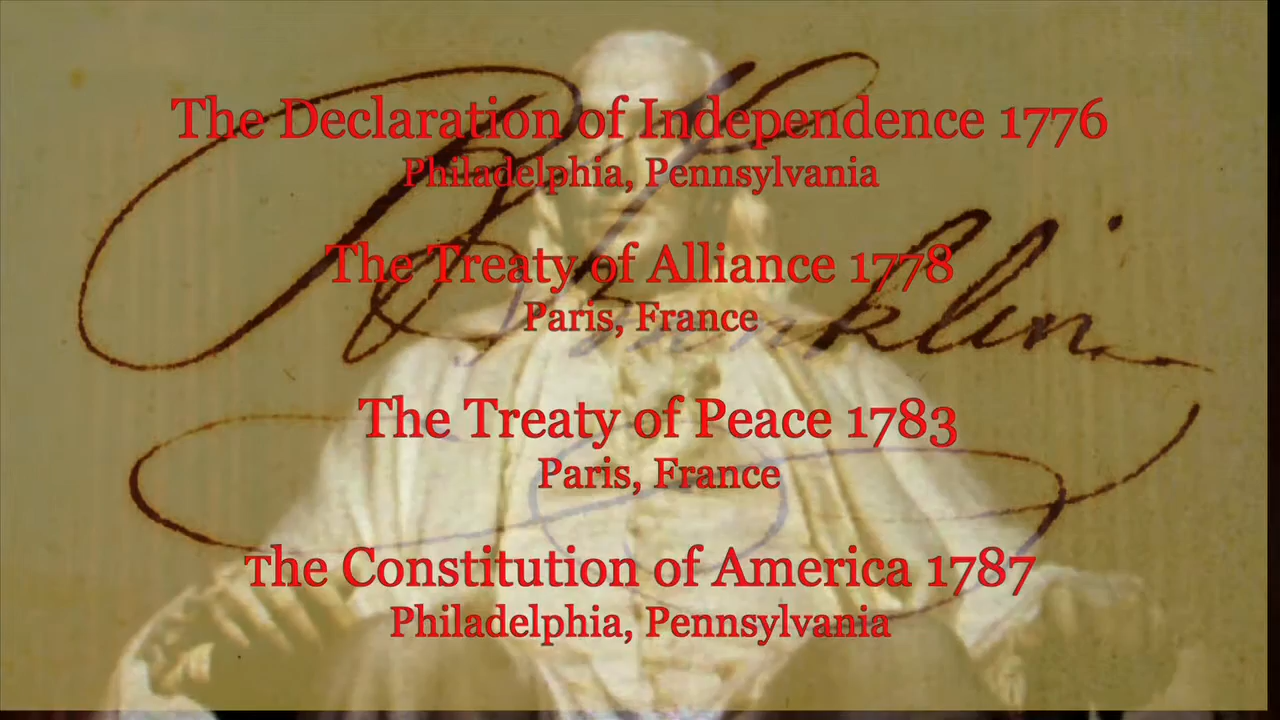 The Declaration of Independence 1776
Philadelphia, Pennsylvania
The Treaty of Alliance 1778
Paris, France
B Franklin
The Treaty of Peace 1783
Paris, France
The Constitution of America 1787
Philadelphia, Pennsylvania